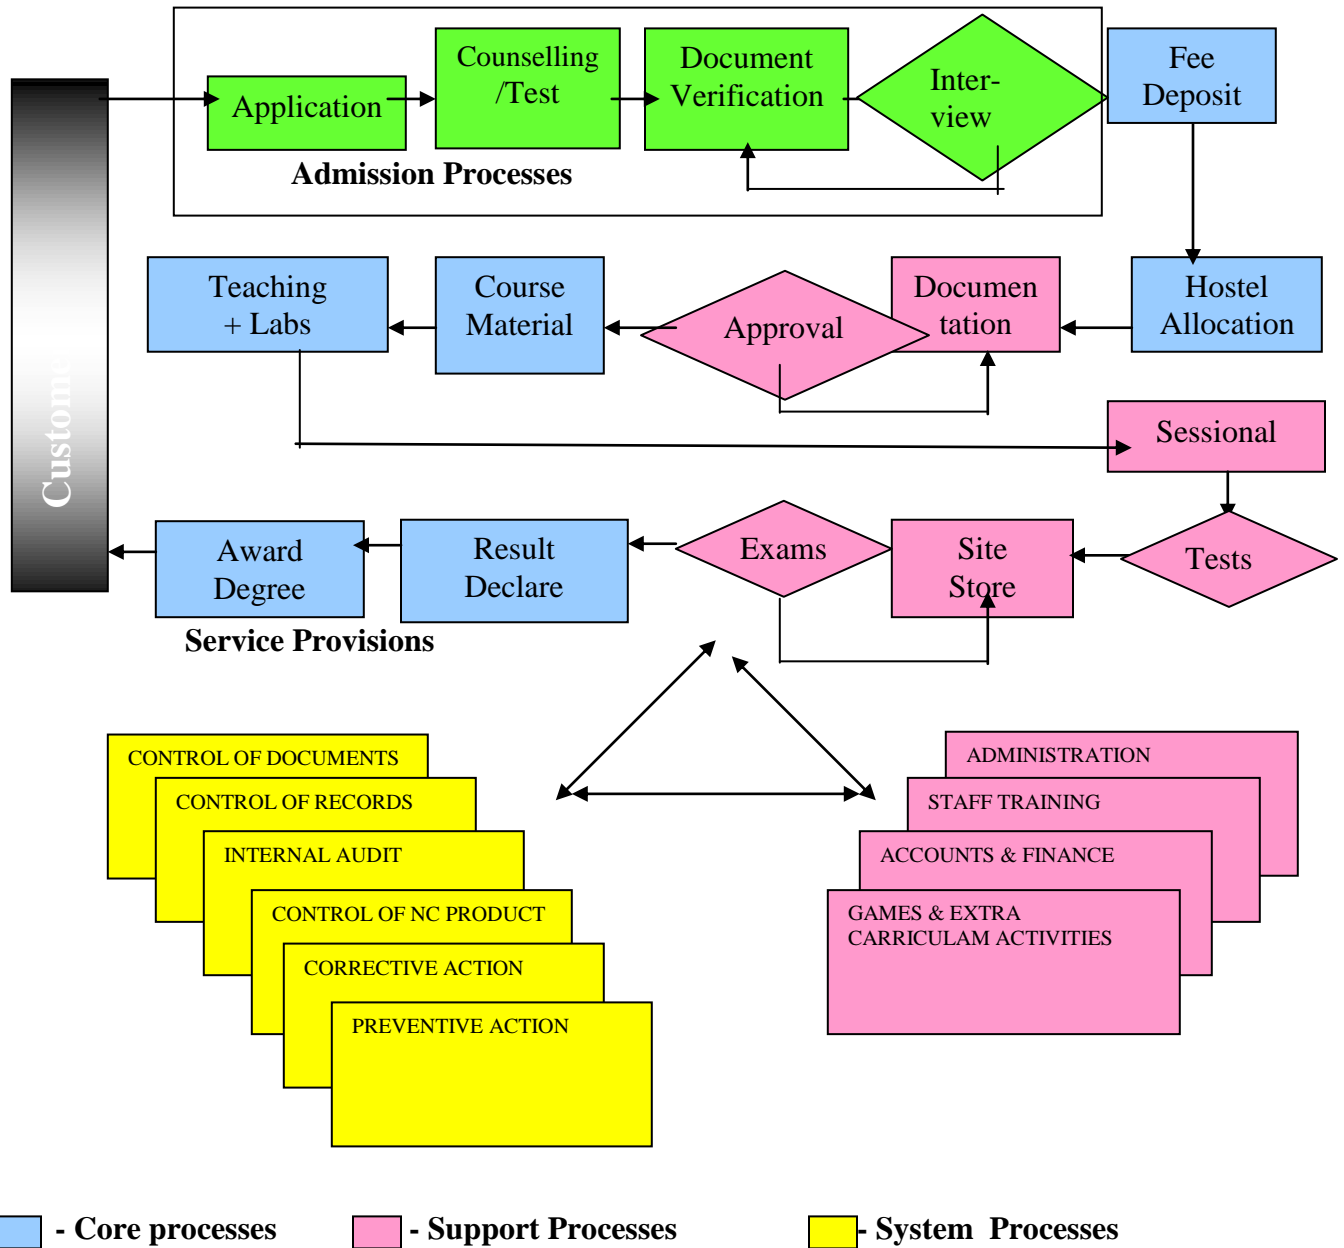 Counselling
/Test
Document
Verification
Inter-
view
Fee
Deposit
Application
Admission Processes
Teaching
+ Labs
Course
Material
Approval
Documen
tation
Hostel
Allocation
Custome
Sessional
Award
Degree
Result
Declare
Exams
Site
Store
Tests
Service Provisions
CONTROL OF DOCUMENTS
CONTROL OF RECORDS
INTERNAL AUDIT
CONTROL OF NC PRODUCT
CORRECTIVE ACTION
PREVENTIVE ACTION
ADMINISTRATION
STAFF TRAINING
ACCOUNTS & FINANCE
GAMES & EXTRA
CARRICULAM ACTIVITIES
- Core processes
- Support Processes
- System Processes